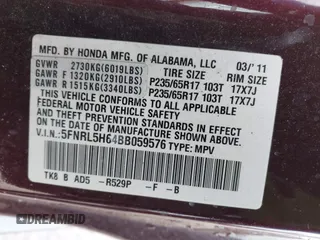 MFD. BY HONDA MFG. OF ALABAMA, LLC 03/'11
GVWR 2730KG(6019LBS) TIRE SIZE RIM SIZE
GAWR F 1320KG(2910LBS) P235/65R17 103T 17X7J
GAWR R 1515KG(3340LBS) P235/65R17 103T 17X7J
THIS VEHICLE CONFORMS TO ALL APPLICABLE
FEDERAL MOTOR VEHICLE SAFETY AND
THEFT PREVENTION STANDARDS IN EFFECT ON
THE DATE OF MANUFACTURE SHOWN ABOVE.
V.I.N.: 5FNRL5H64BB059576 TYPE: MPV
TK8 B AD5 -R529P -F -B
DREAMBID